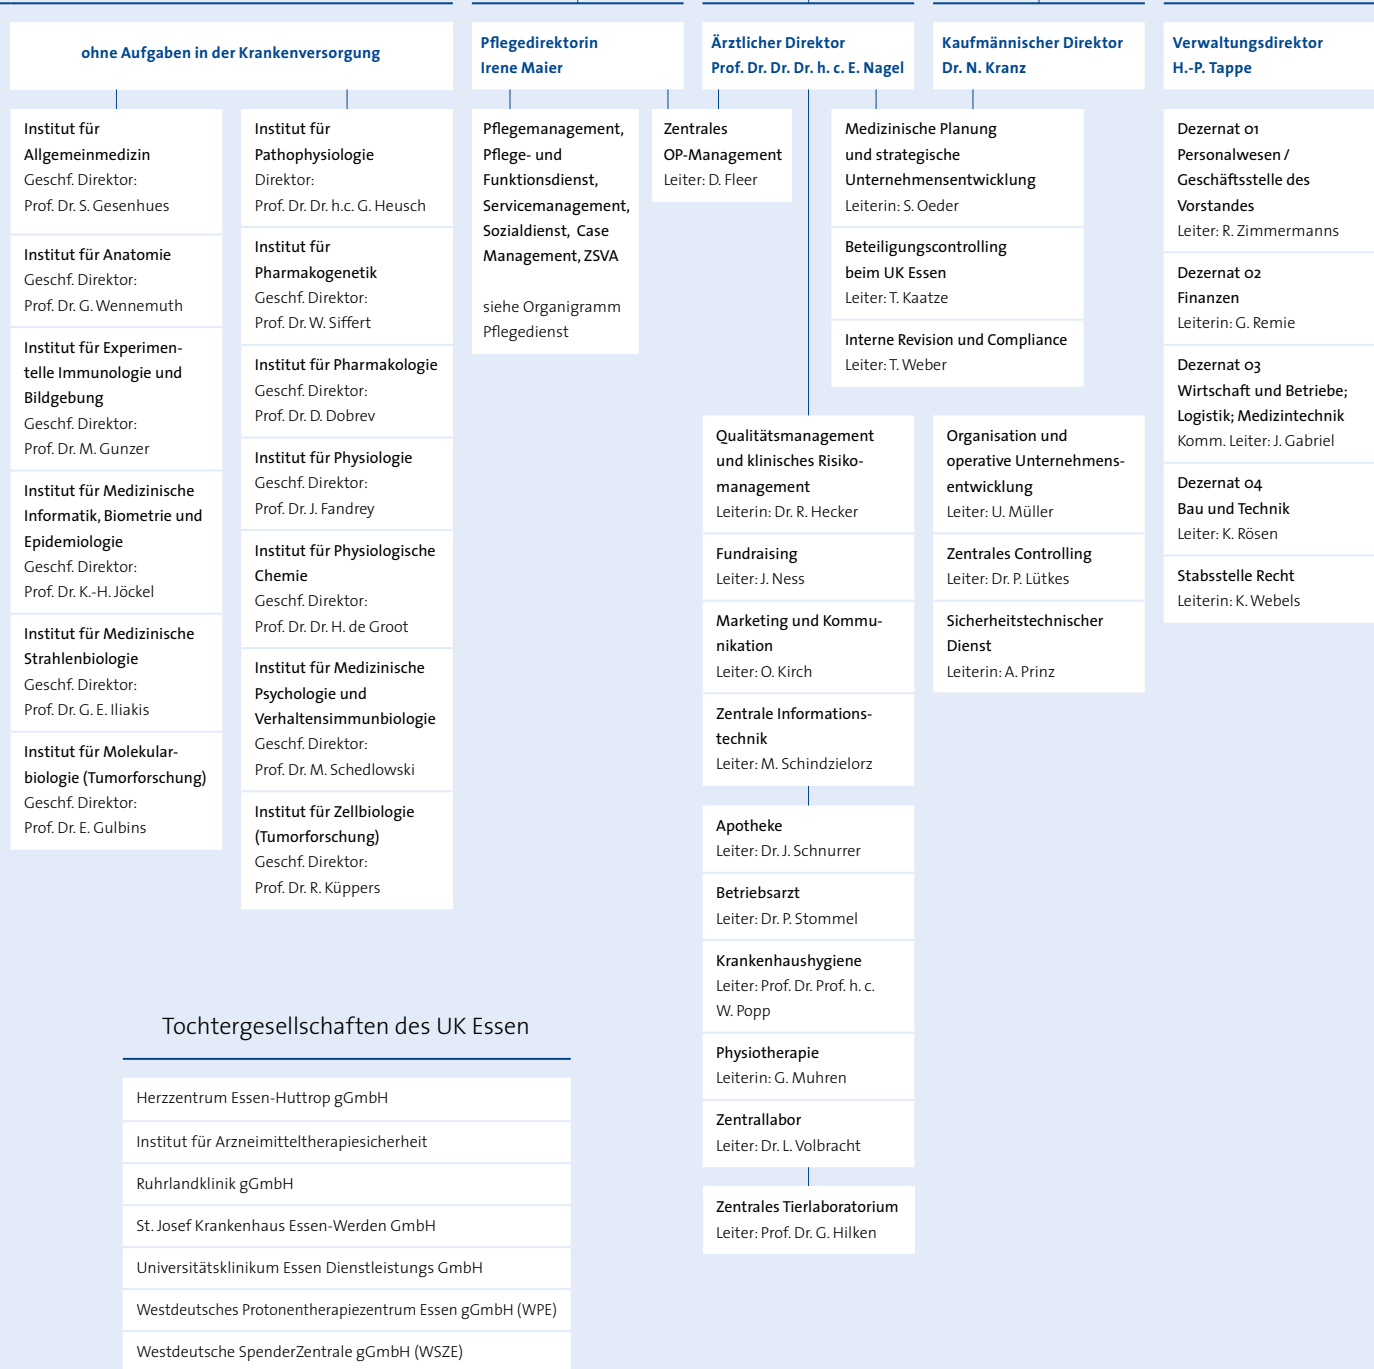 ohne Aufgaben in der Krankenversorgung
Institut für
Allgemeinmedizin
Geschf. Direktor:
Prof. Dr. S. Gesenhues
Institut für Anatomie
Geschf. Direktor:
Prof. Dr. G. Wennemuth
Institut für Experimen-
telle Immunologie und
Bildgebung
Geschf. Direktor:
Prof. Dr. M. Gunzer
Institut für Medizinische
Informatik, Biometrie und
Epidemiologie
Geschf. Direktor:
Prof. Dr. K.-H. Jöckel
Institut für Medizinische
Strahlenbiologie
Geschf. Direktor:
Prof. Dr. G. E. Iliakis
Institut für Molekular-
biologie (Tumorforschung)
Geschf. Direktor:
Prof. Dr. E. Gulbins
Institut für
Pathophysiologie
Direktor:
Prof. Dr. Dr. h.c. G. Heusch
Institut für
Pharmakogenetik
Geschf. Direktor:
Prof. Dr. W. Siffert
Institut für Pharmakologie
Geschf. Direktor:
Prof. Dr. D. Dobrev
Institut für Physiologie
Geschf. Direktor:
Prof. Dr. J. Fandrey
Institut für Physiologische
Chemie
Geschf. Direktor:
Prof. Dr. Dr. H. de Groot
Institut für Medizinische
Psychologie und
Verhaltensimmunbiologie
Geschf. Direktor:
Prof. Dr. M. Schedlowski
Institut für Zellbiologie
(Tumorforschung)
Geschf. Direktor:
Prof. Dr. R. Küppers
Pflegedirektorin
Irene Maier
Pflegemanagement,
Pflege- und
Funktionsdienst,
Servicemanagement,
Sozialdienst, Case
Management, ZSVA
siehe Organigramm
Pflegedienst
Zentrales
OP-Management
Leiter: D. Fleer
Ärztlicher Direktor
Prof. Dr. Dr. Dr. h. c. E. Nagel
Medizinische Planung
und strategische
Unternehmensentwicklung
Leiterin: S. Oeder
Beteiligungscontrolling
beim UK Essen
Leiter: T. Kaatze
Interne Revision und Compliance
Leiter: T. Weber
Qualitätsmanagement
und klinisches Risiko-
management
Leiterin: Dr. R. Hecker
Fundraising
Leiter: J. Ness
Marketing und Kommu-
nikation
Leiter: O. Kirch
Zentrale Informations-
technik
Leiter: M. Schindzielorz
Apotheke
Leiter: Dr. J. Schnurrer
Betriebsarzt
Leiter: Dr. P. Stommel
Krankenhaushygiene
Leiter: Prof. Dr. Prof. h. c.
W. Popp
Physiotherapie
Leiterin: G. Muhren
Zentrallabor
Leiter: Dr. L. Volbracht
Zentrales Tierlaboratorium
Leiter: Prof. Dr. G. Hilken
Kaufmännischer Direktor
Dr. N. Kranz
Organisation und
operative Unternehmens-
entwicklung
Leiter: U. Müller
Zentrales Controlling
Leiter: Dr. P. Lütkes
Sicherheitstechnischer
Dienst
Leiterin: A. Prinz
Verwaltungsdirektor
H.-P. Tappe
Dezernat 01
Personalwesen /
Geschäftsstelle des
Vorstandes
Leiter: R. Zimmermanns
Dezernat 02
Finanzen
Leiterin: G. Remie
Dezernat 03
Wirtschaft und Betriebe;
Logistik; Medizintechnik
Komm. Leiter: J. Gabriel
Dezernat 04
Bau und Technik
Leiter: K. Rösen
Stabsstelle Recht
Leiterin: K. Webels
Tochtergesellschaften des UK Essen
Herzzentrum Essen-Huttrop gGmbH
Institut für Arzneimitteltherapiesicherheit
Ruhrlandklinik gGmbH
St. Josef Krankenhaus Essen-Werden GmbH
Universitätsklinikum Essen Dienstleistungs GmbH
Westdeutsches Protonentherapiezentrum Essen gGmbH (WPE)
Westdeutsche SpenderZentrale gGmbH (WSZE)